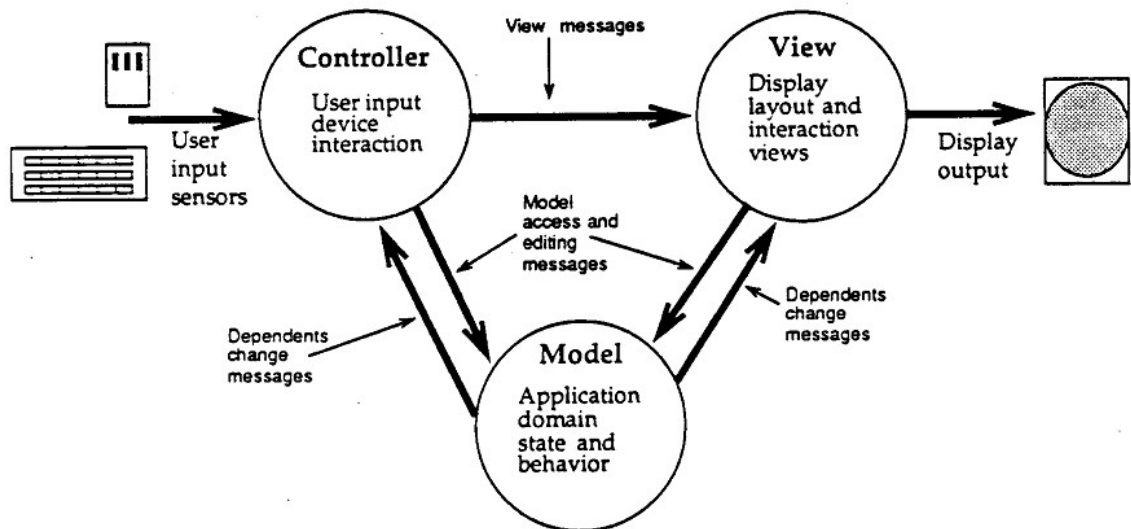 View messages
Controller
User input
device
interaction
View
Display
layout and
interaction
views
User
input
sensors
Display
output
Model
access and
editing
messages
Dependents
change
messages
Dependents
change
messages
Model
Application
domain
state and
behavior